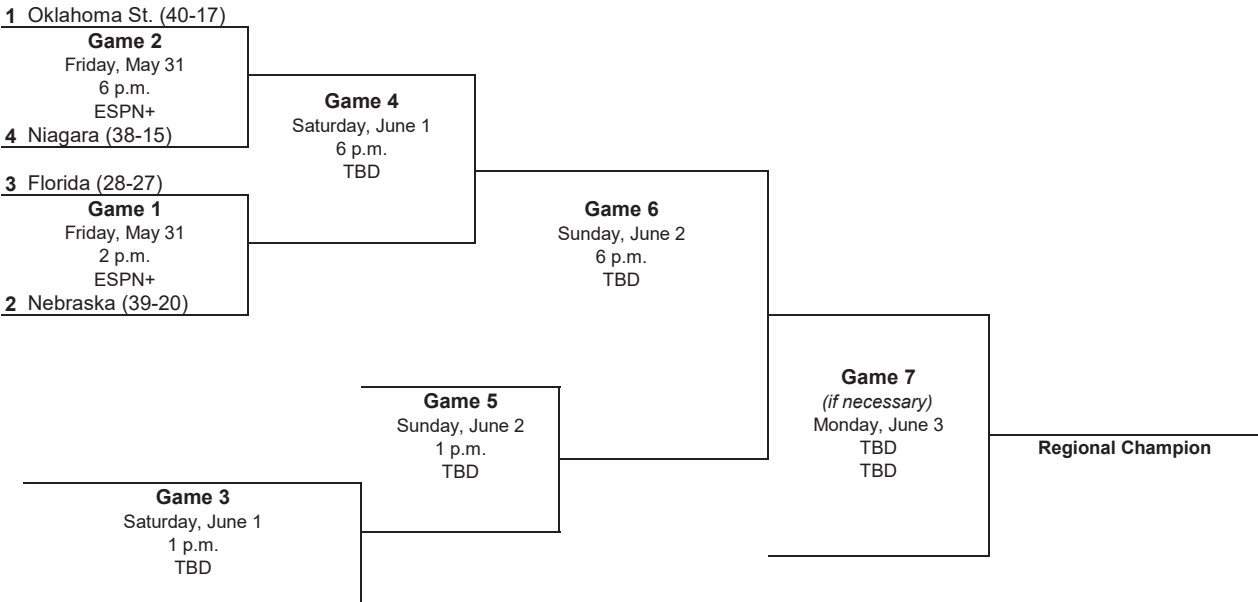 1 Oklahoma St. (40-17)
Game 2
Friday, May 31
6 p.m.
ESPN+
4 Niagara (38-15)
3 Florida (28-27)
Game 1
Friday, May 31
2 p.m.
ESPN+
2 Nebraska (39-20)
Game 4
Saturday, June 1
6 p.m.
TBD
Game 6
Sunday, June 2
6 p.m.
TBD
Game 5
Sunday, June 2
1 p.m.
TBD
Game 3
Saturday, June 1
1 p.m.
TBD
Game 7
(if necessary)
Monday, June 3
TBD
TBD
Regional Champion